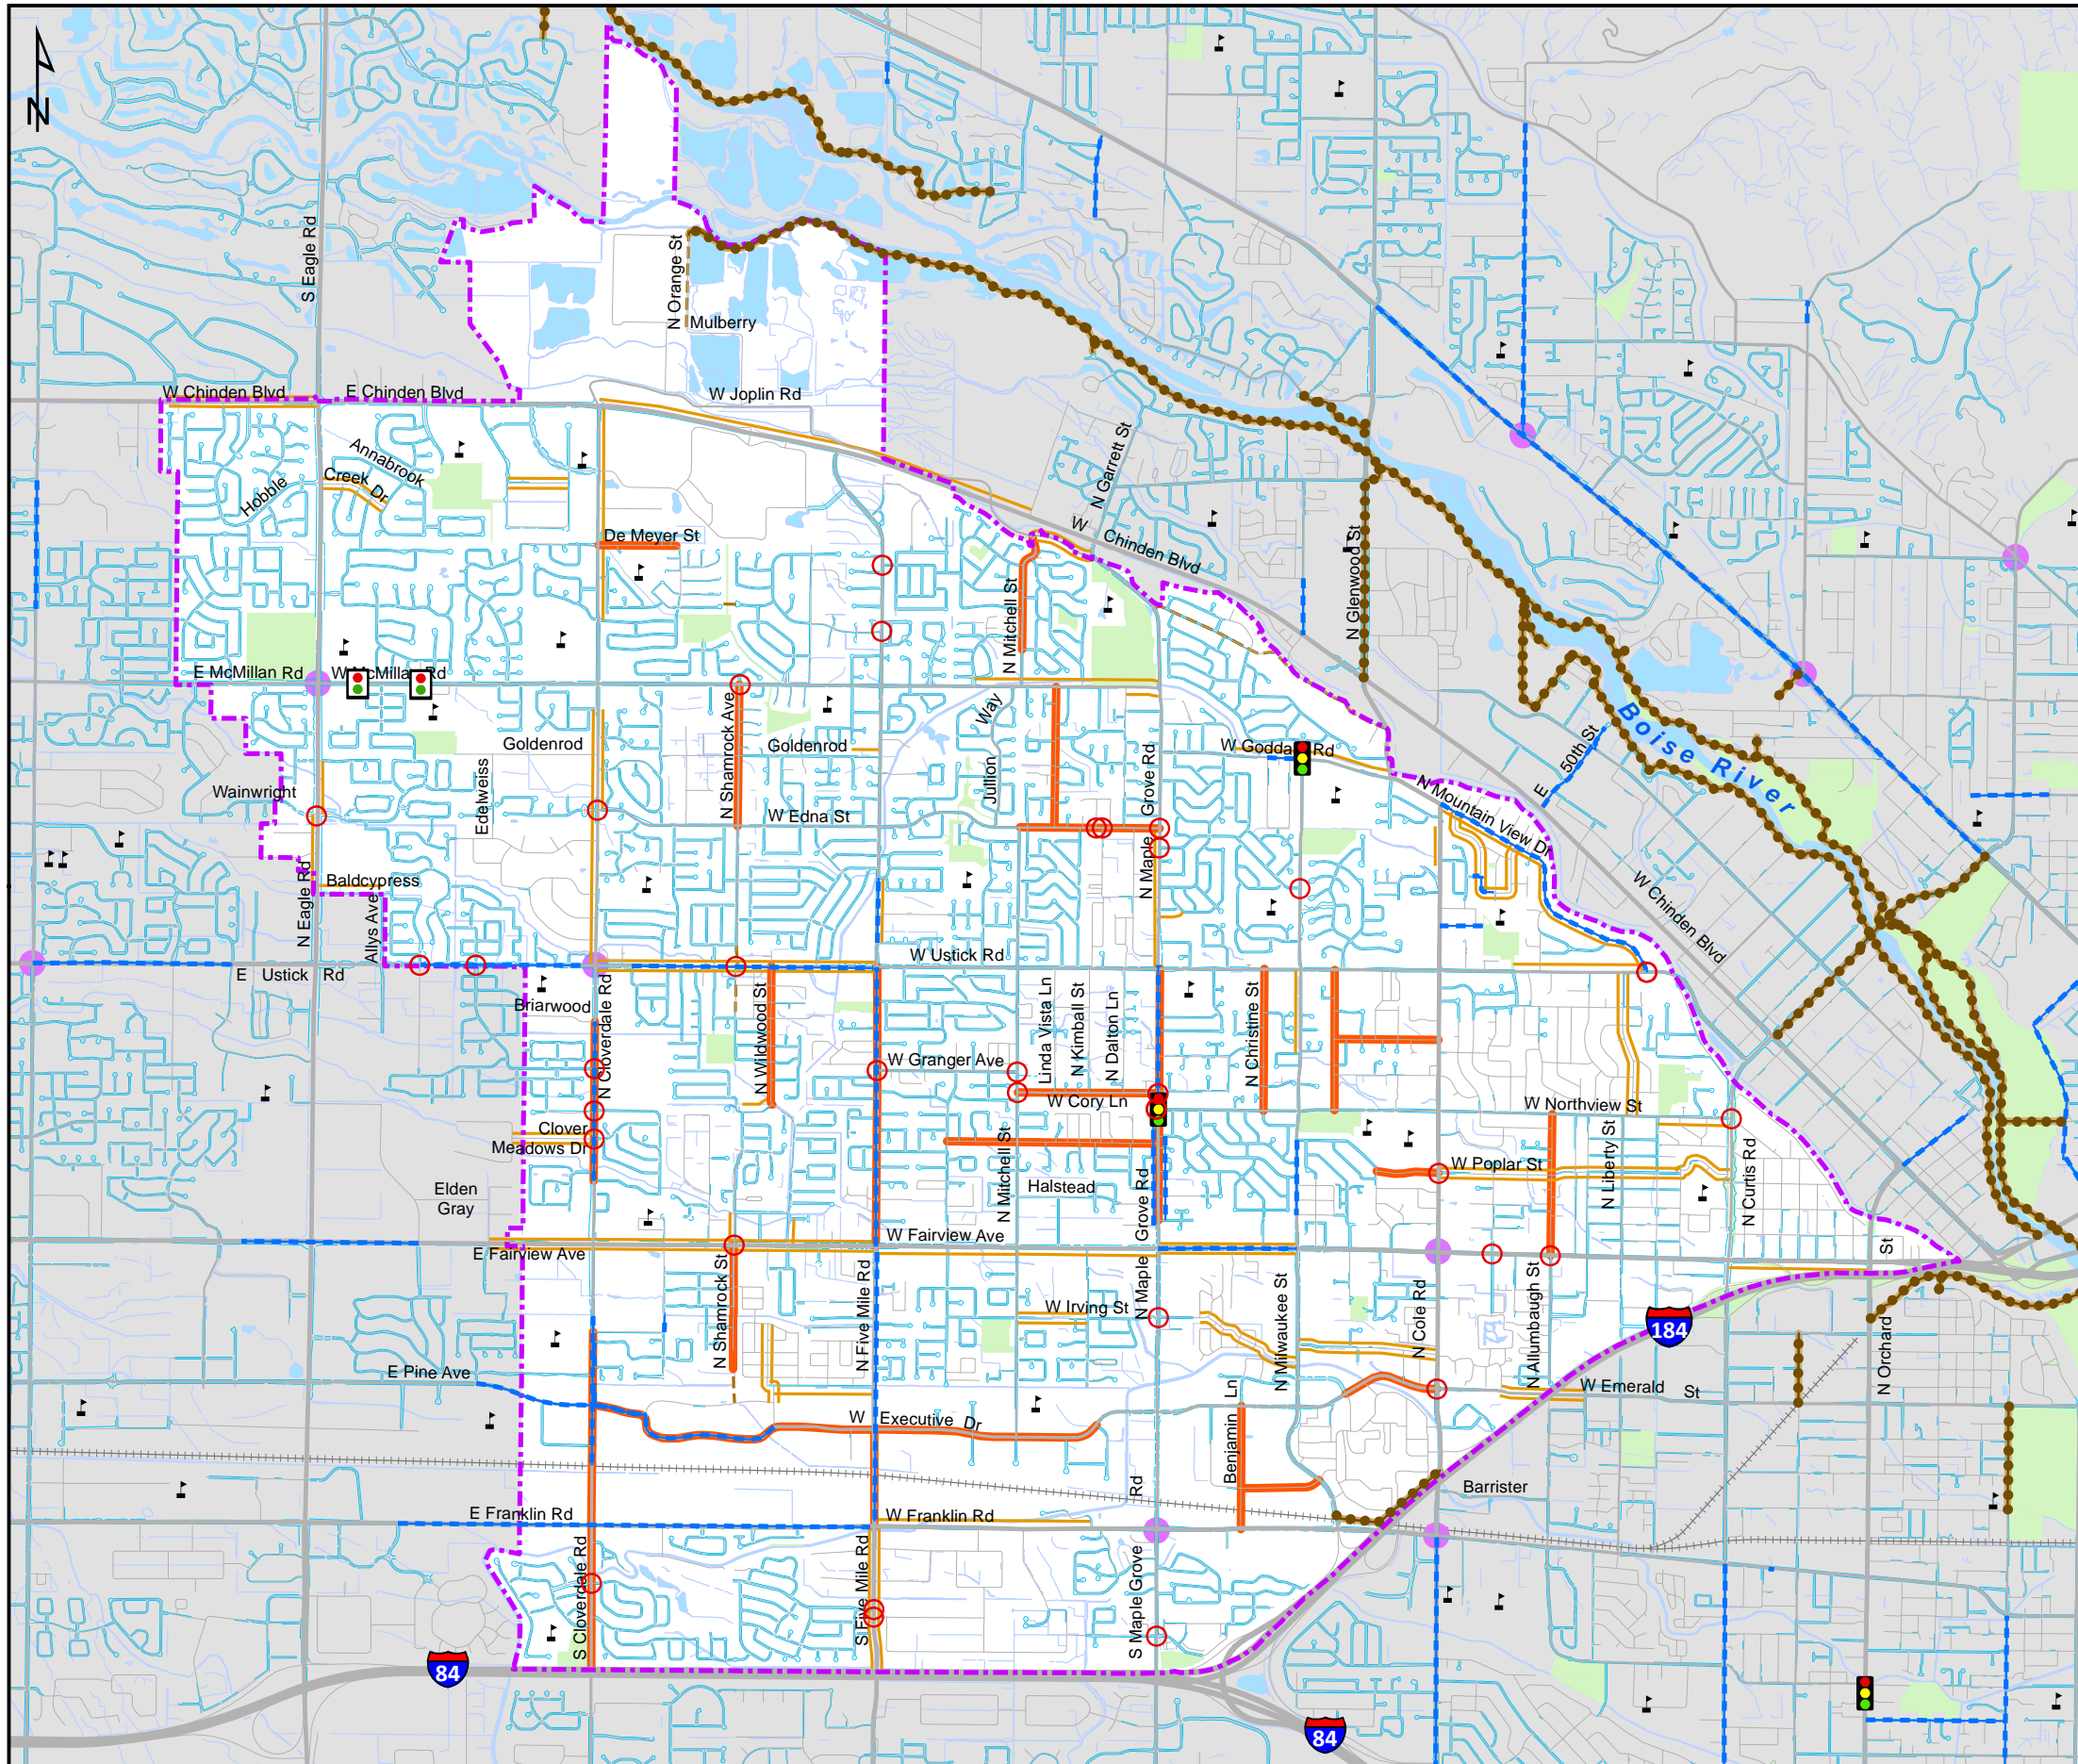 N
S Eagle Rd
N Orange St
Mulberry
W Chinden Blvd
E Chinden Blvd
W Joplin Rd
Annabrook
Creek Dr
Hobble
N Garrett St
W
Chinden Blvd
De Meyer St
N Mitchell St
N Glenwood St
E McMillan Rd
W McMillan Rd
Way
N Shamrock Ave
Goldenrod
Goldenrod
W Goddard Rd
Boise River
50th St
E
Wainwright
Edelweiss
Jullion
Grove Rd
N Mountain View Dr
W Edna St
N Maple
Baldcypress
N Eagle Rd
Allys Ave
W Chinden Blvd
E Ustick Rd
W Ustick Rd
Briarwood
N Cloverdale Rd
N Wildwood St
Linda Vista Ln
N Kimball St
N Dalton Ln
N Christine St
W Granger Ave
W Cory Ln
W Northview St
Clover
Meadows Dr
N Mitchell St
W Poplar St
N Liberty St
N Curtis Rd
Elden
Gray
Halstead
Grove Rd
W Fairview Ave
E Fairview Ave
St
N Shamrock St
N Five Mile Rd
N Maple
W Irving St
N Milwaukee St
N Cole Rd
N Allumbaugh St
184
N Orchard
E Pine Ave
W Emerald St
W Executive Dr
Ln
Benjamin
Rd
Barrister
E Franklin Rd
W Franklin Rd
S Cloverdale Rd
S Five Mile Rd
S Maple Grove
84
84